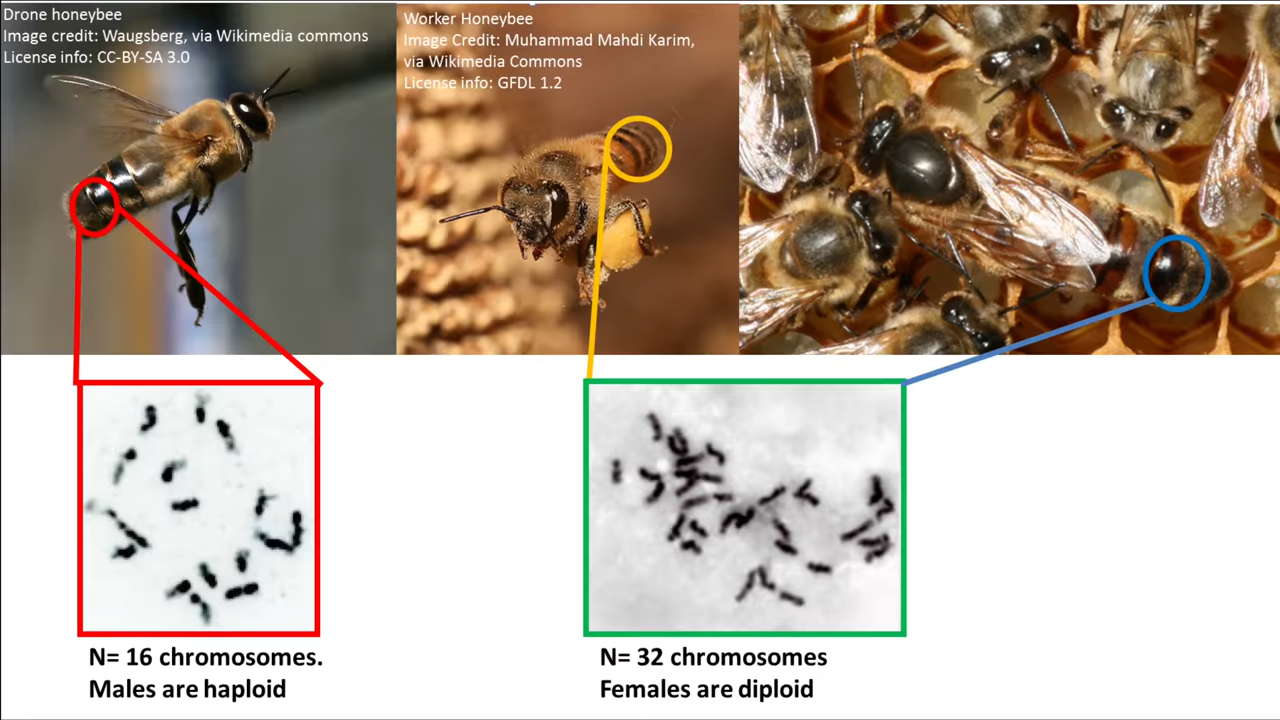 Drone honeybee
Image credit: Waugsberg, via Wikimedia commons
License info: CC-BY-SA 3.0
Worker Honeybee
Image Credit: Muhammad Mahdi Karim,
via Wikimedia Commons
License info: GFDL 1.2
N= 16 chromosomes.
Males are haploid
N= 32 chromosomes
Females are diploid